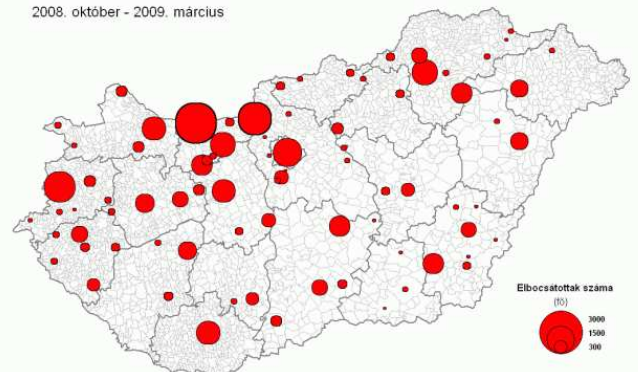 2008. október - 2009. március
Elbocsátottak száma
(fő)
3000
1500
300